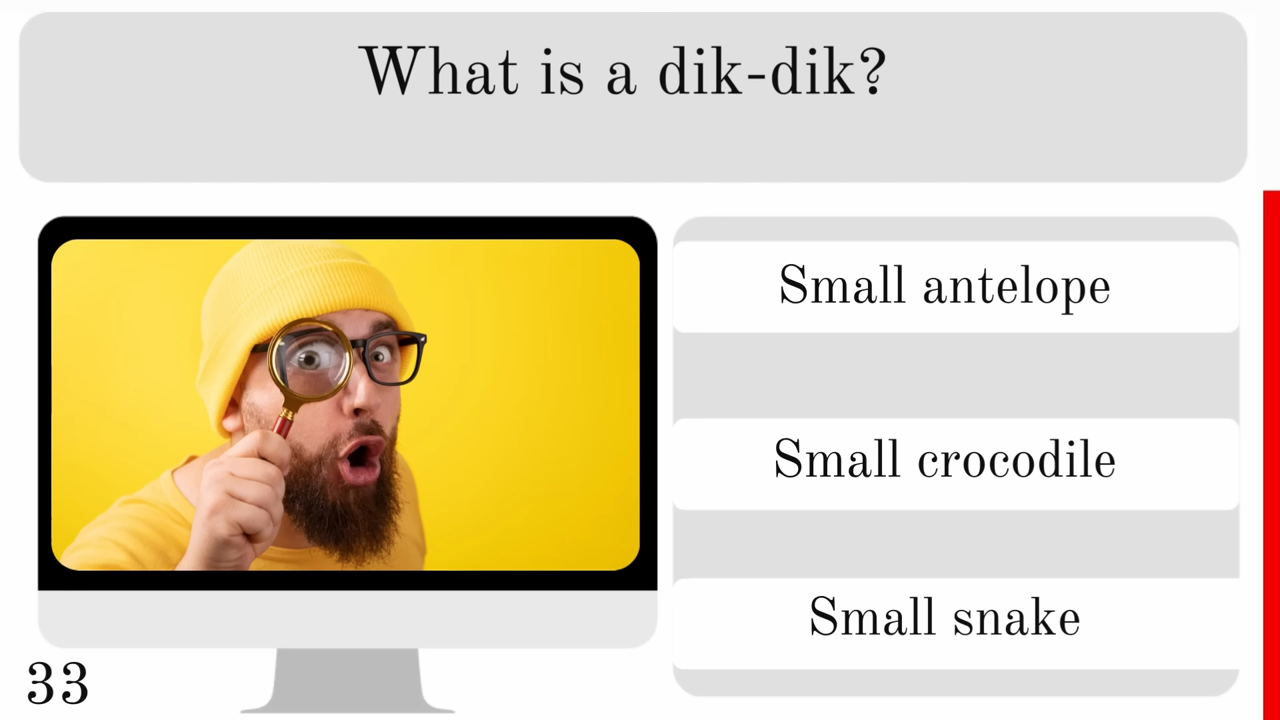 What is a dik-dik?
Small antelope
Small crocodile
Small snake
33